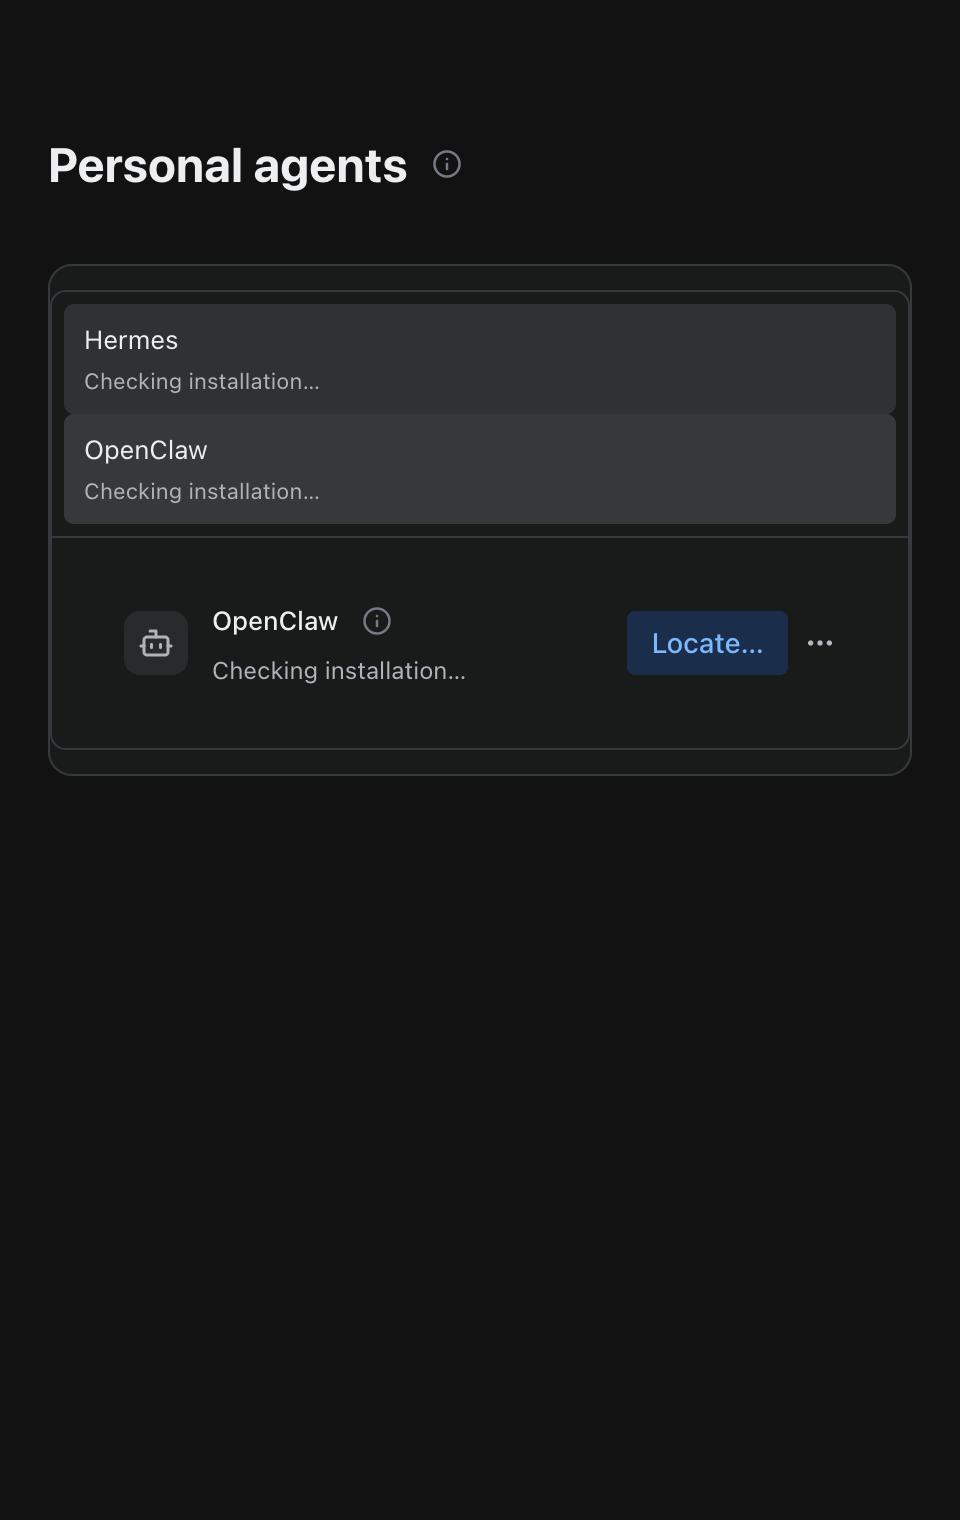 Personal agents
Hermes
Checking installation...
OpenClaw
Checking installation...
OpenClaw
Checking installation...
Locate...